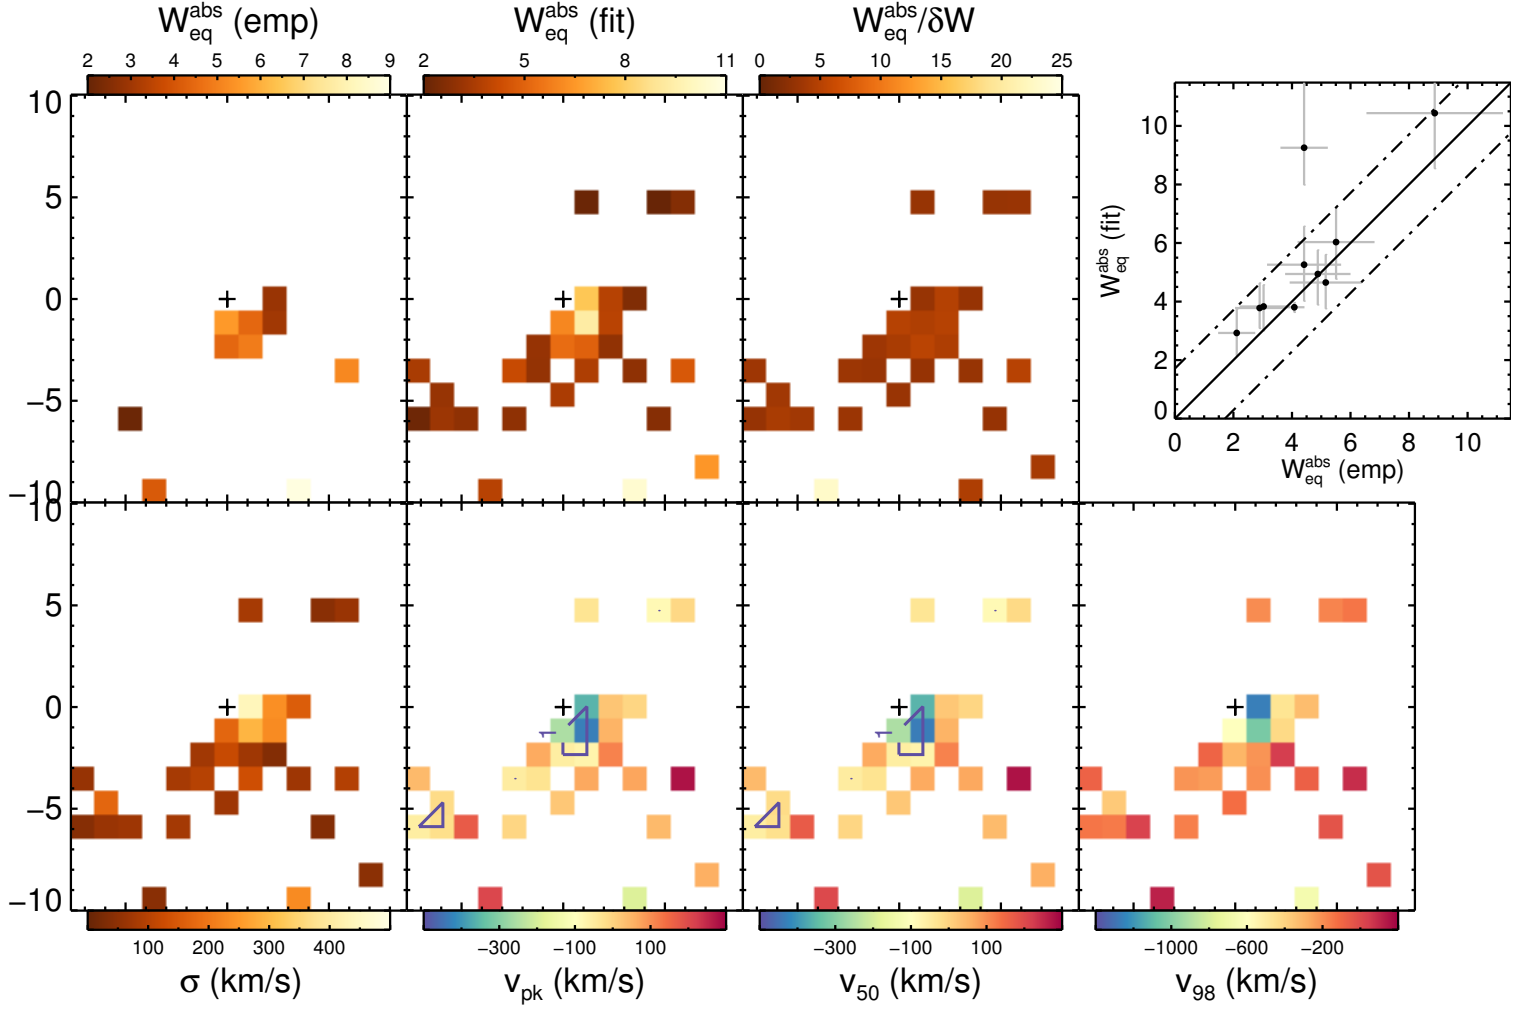 W_eq^abs (emp) W_eq^abs (fit) W_eq^abs/δW
2 3 4 5 6 7 8 9 2 5 8 11 0 5 10 15 20 25
10
5
0
−5
−10
10
8
6
4
2
0
W_eq^abs (fit)
0 2 4 6 8 10
W_eq^abs (emp)
10
5
0
−5
−10
100 200 300 400 −300 −100 100 −300 −100 100 −1000 −600 −200
σ (km/s) v_pk (km/s) v_50 (km/s) v_98 (km/s)